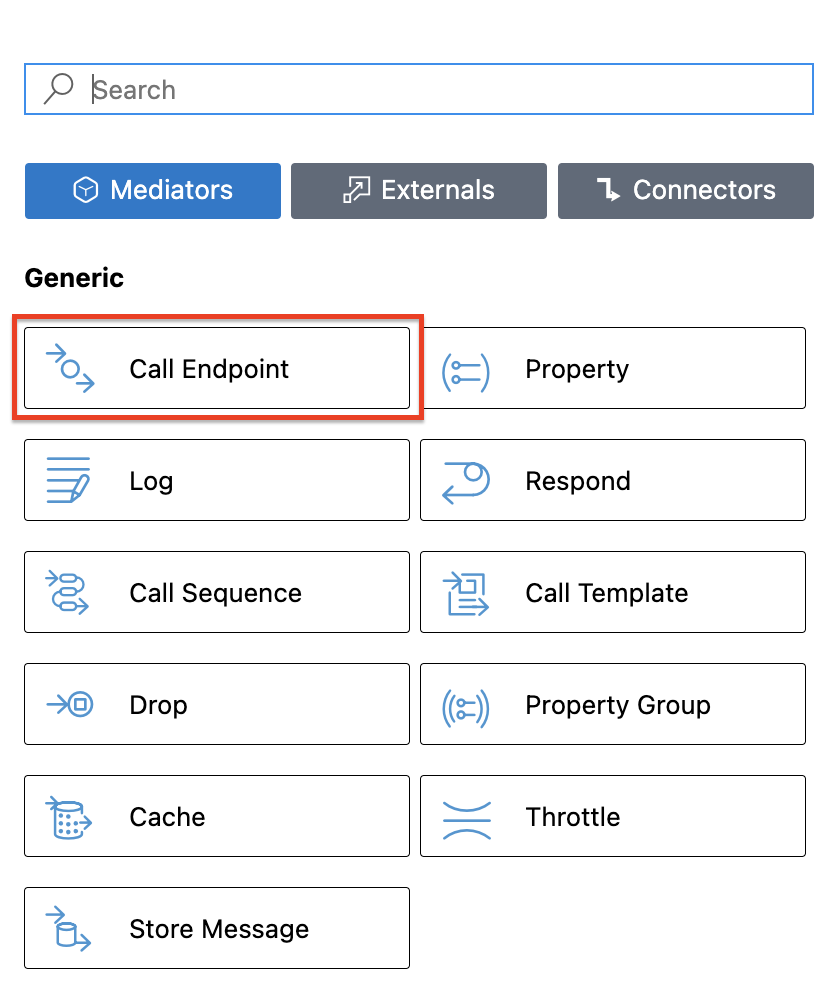 Search
Mediators
Externals
Connectors
Generic
Call Endpoint
Property
Log
Respond
Call Sequence
Call Template
Drop
Property Group
Cache
Throttle
Store Message